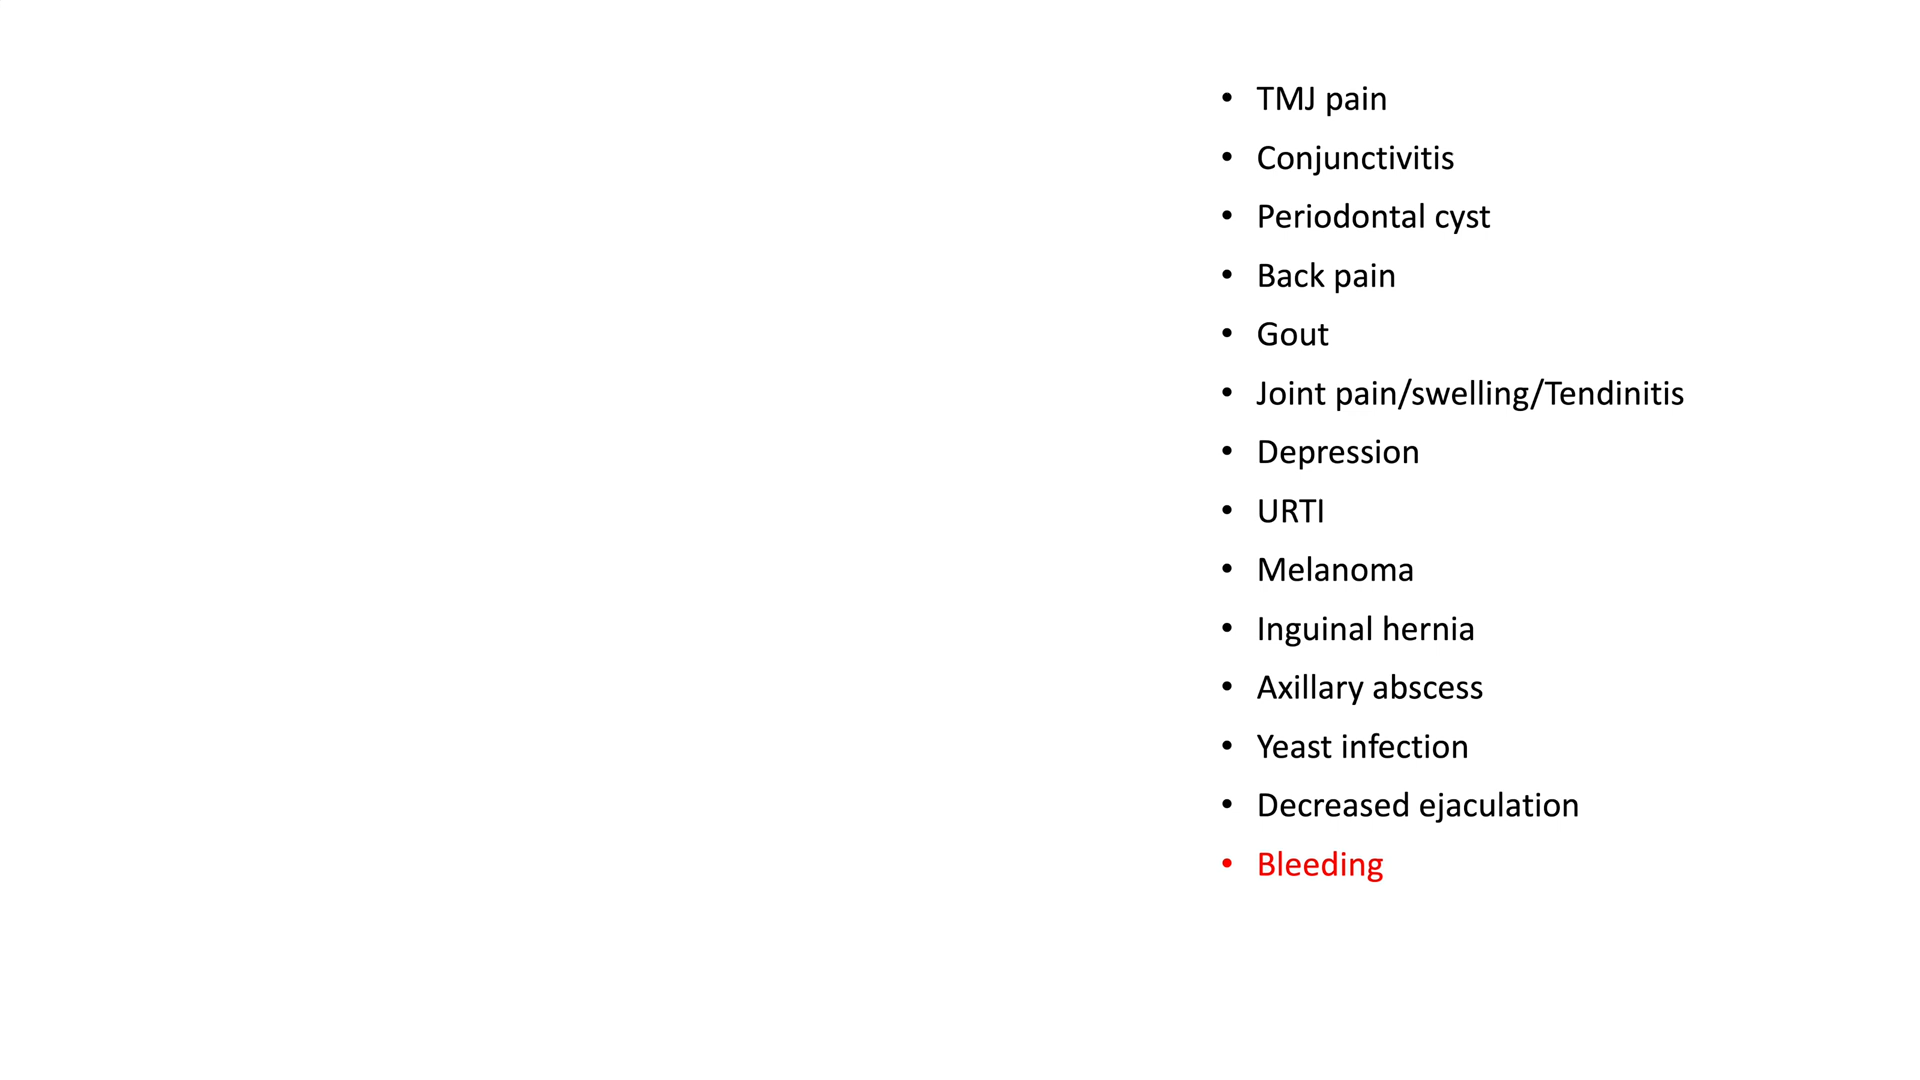 • TMJ pain
• Conjunctivitis
• Periodontal cyst
• Back pain
• Gout
• Joint pain/swelling/Tendinitis
• Depression
• URTI
• Melanoma
• Inguinal hernia
• Axillary abscess
• Yeast infection
• Decreased ejaculation
• Bleeding